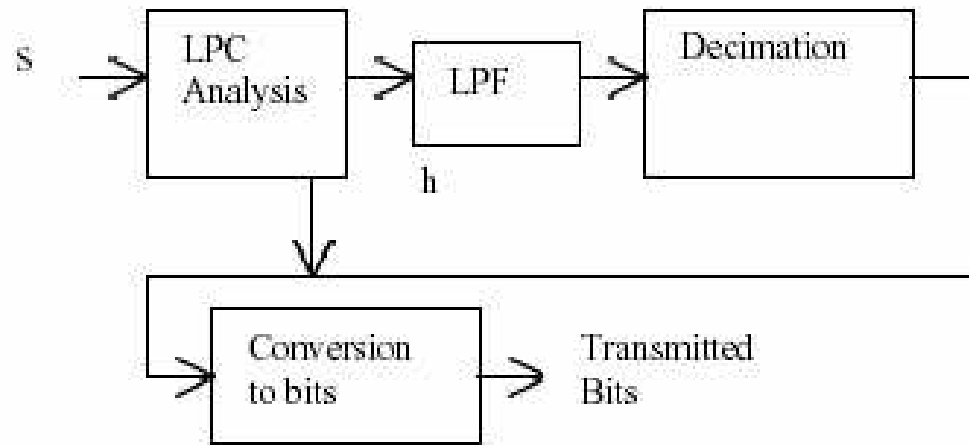 S
LPC
Analysis
LPF
Decimation
h
Conversion
to bits
Transmitted
Bits